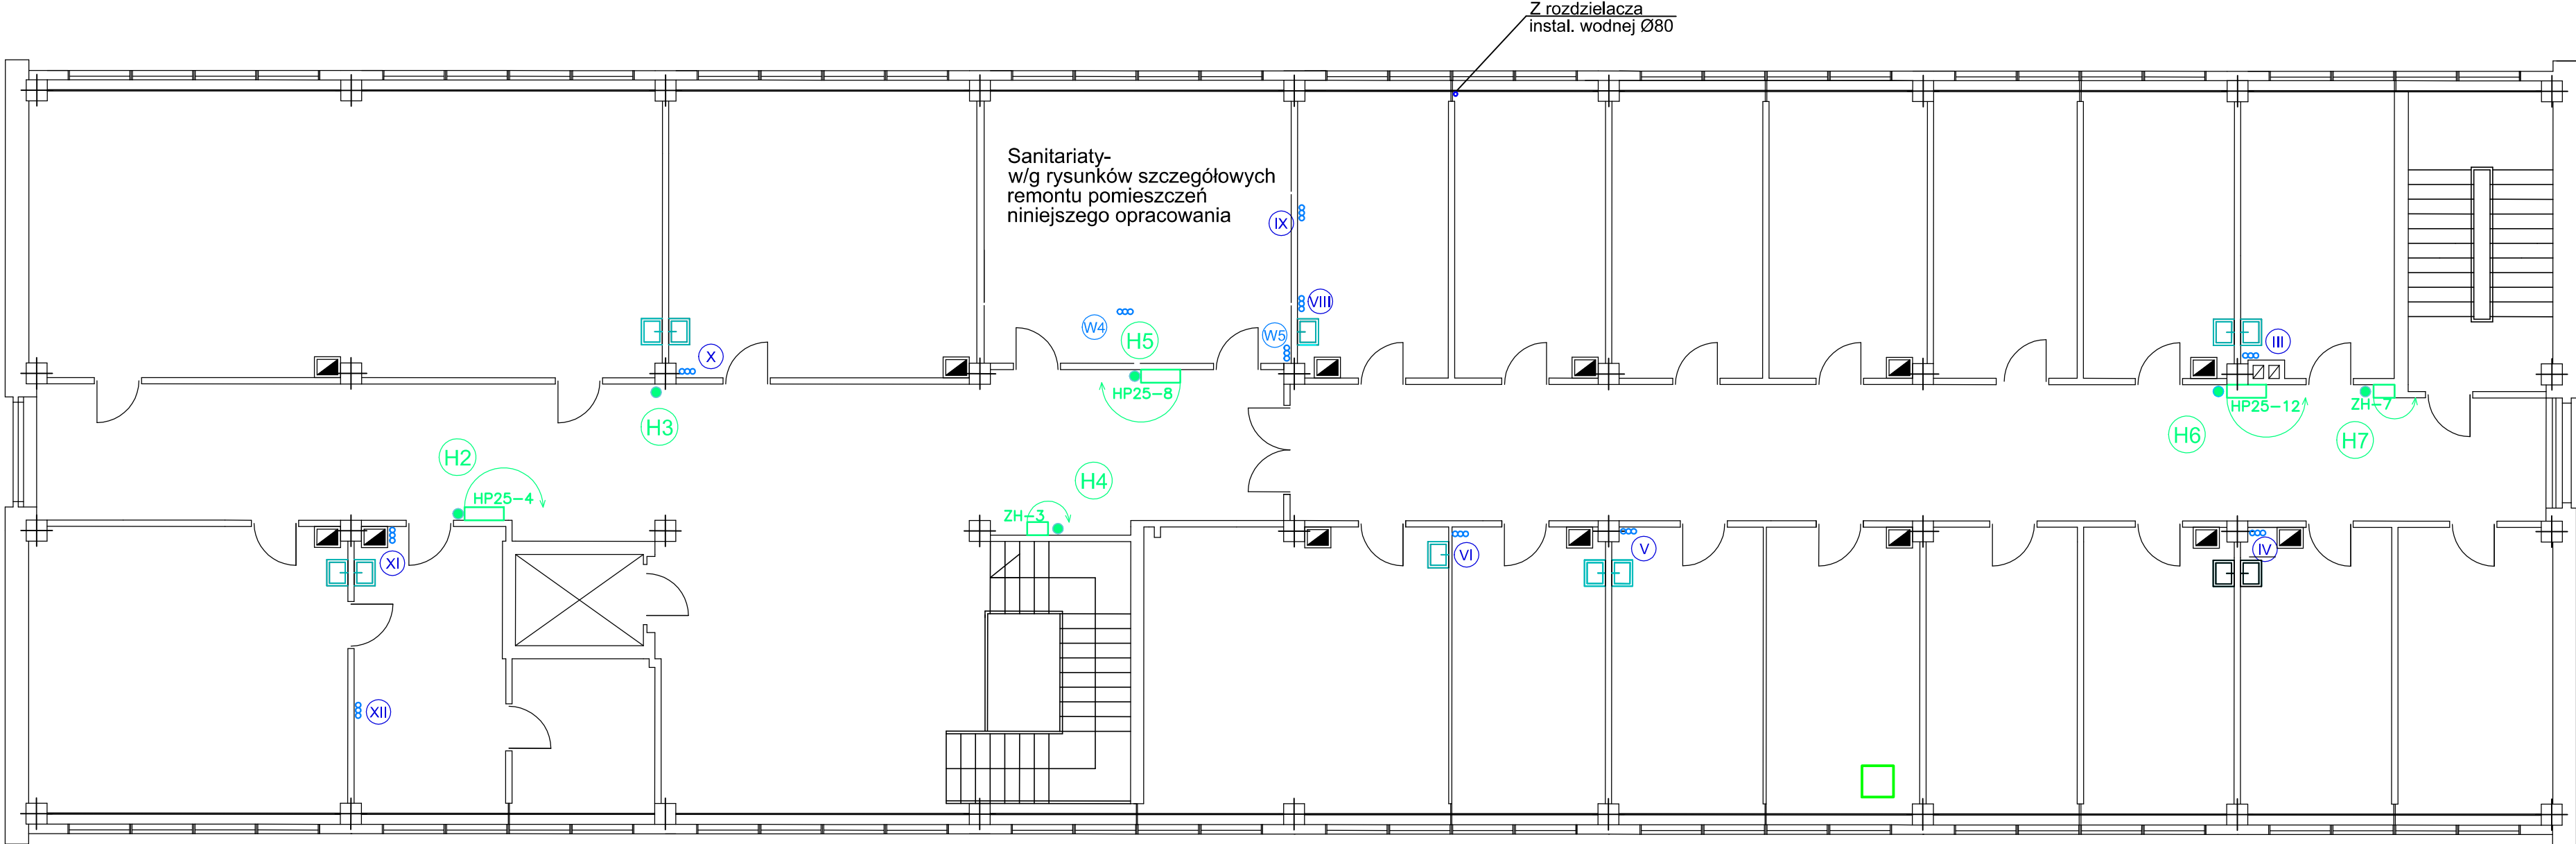 Z rozdzielacza
instal. wodnej Ø80
Sanitariaty-
w/g rysunków szczegółowych
remontu pomieszczeń
niniejszego opracowania
IX
VIII
W4
H5
W5
X
III
HP25-8
HP25-12
ZH-7
H3
H6
H7
H2
H4
HP25-4
ZH-3
XI
VI
V
IV
XII